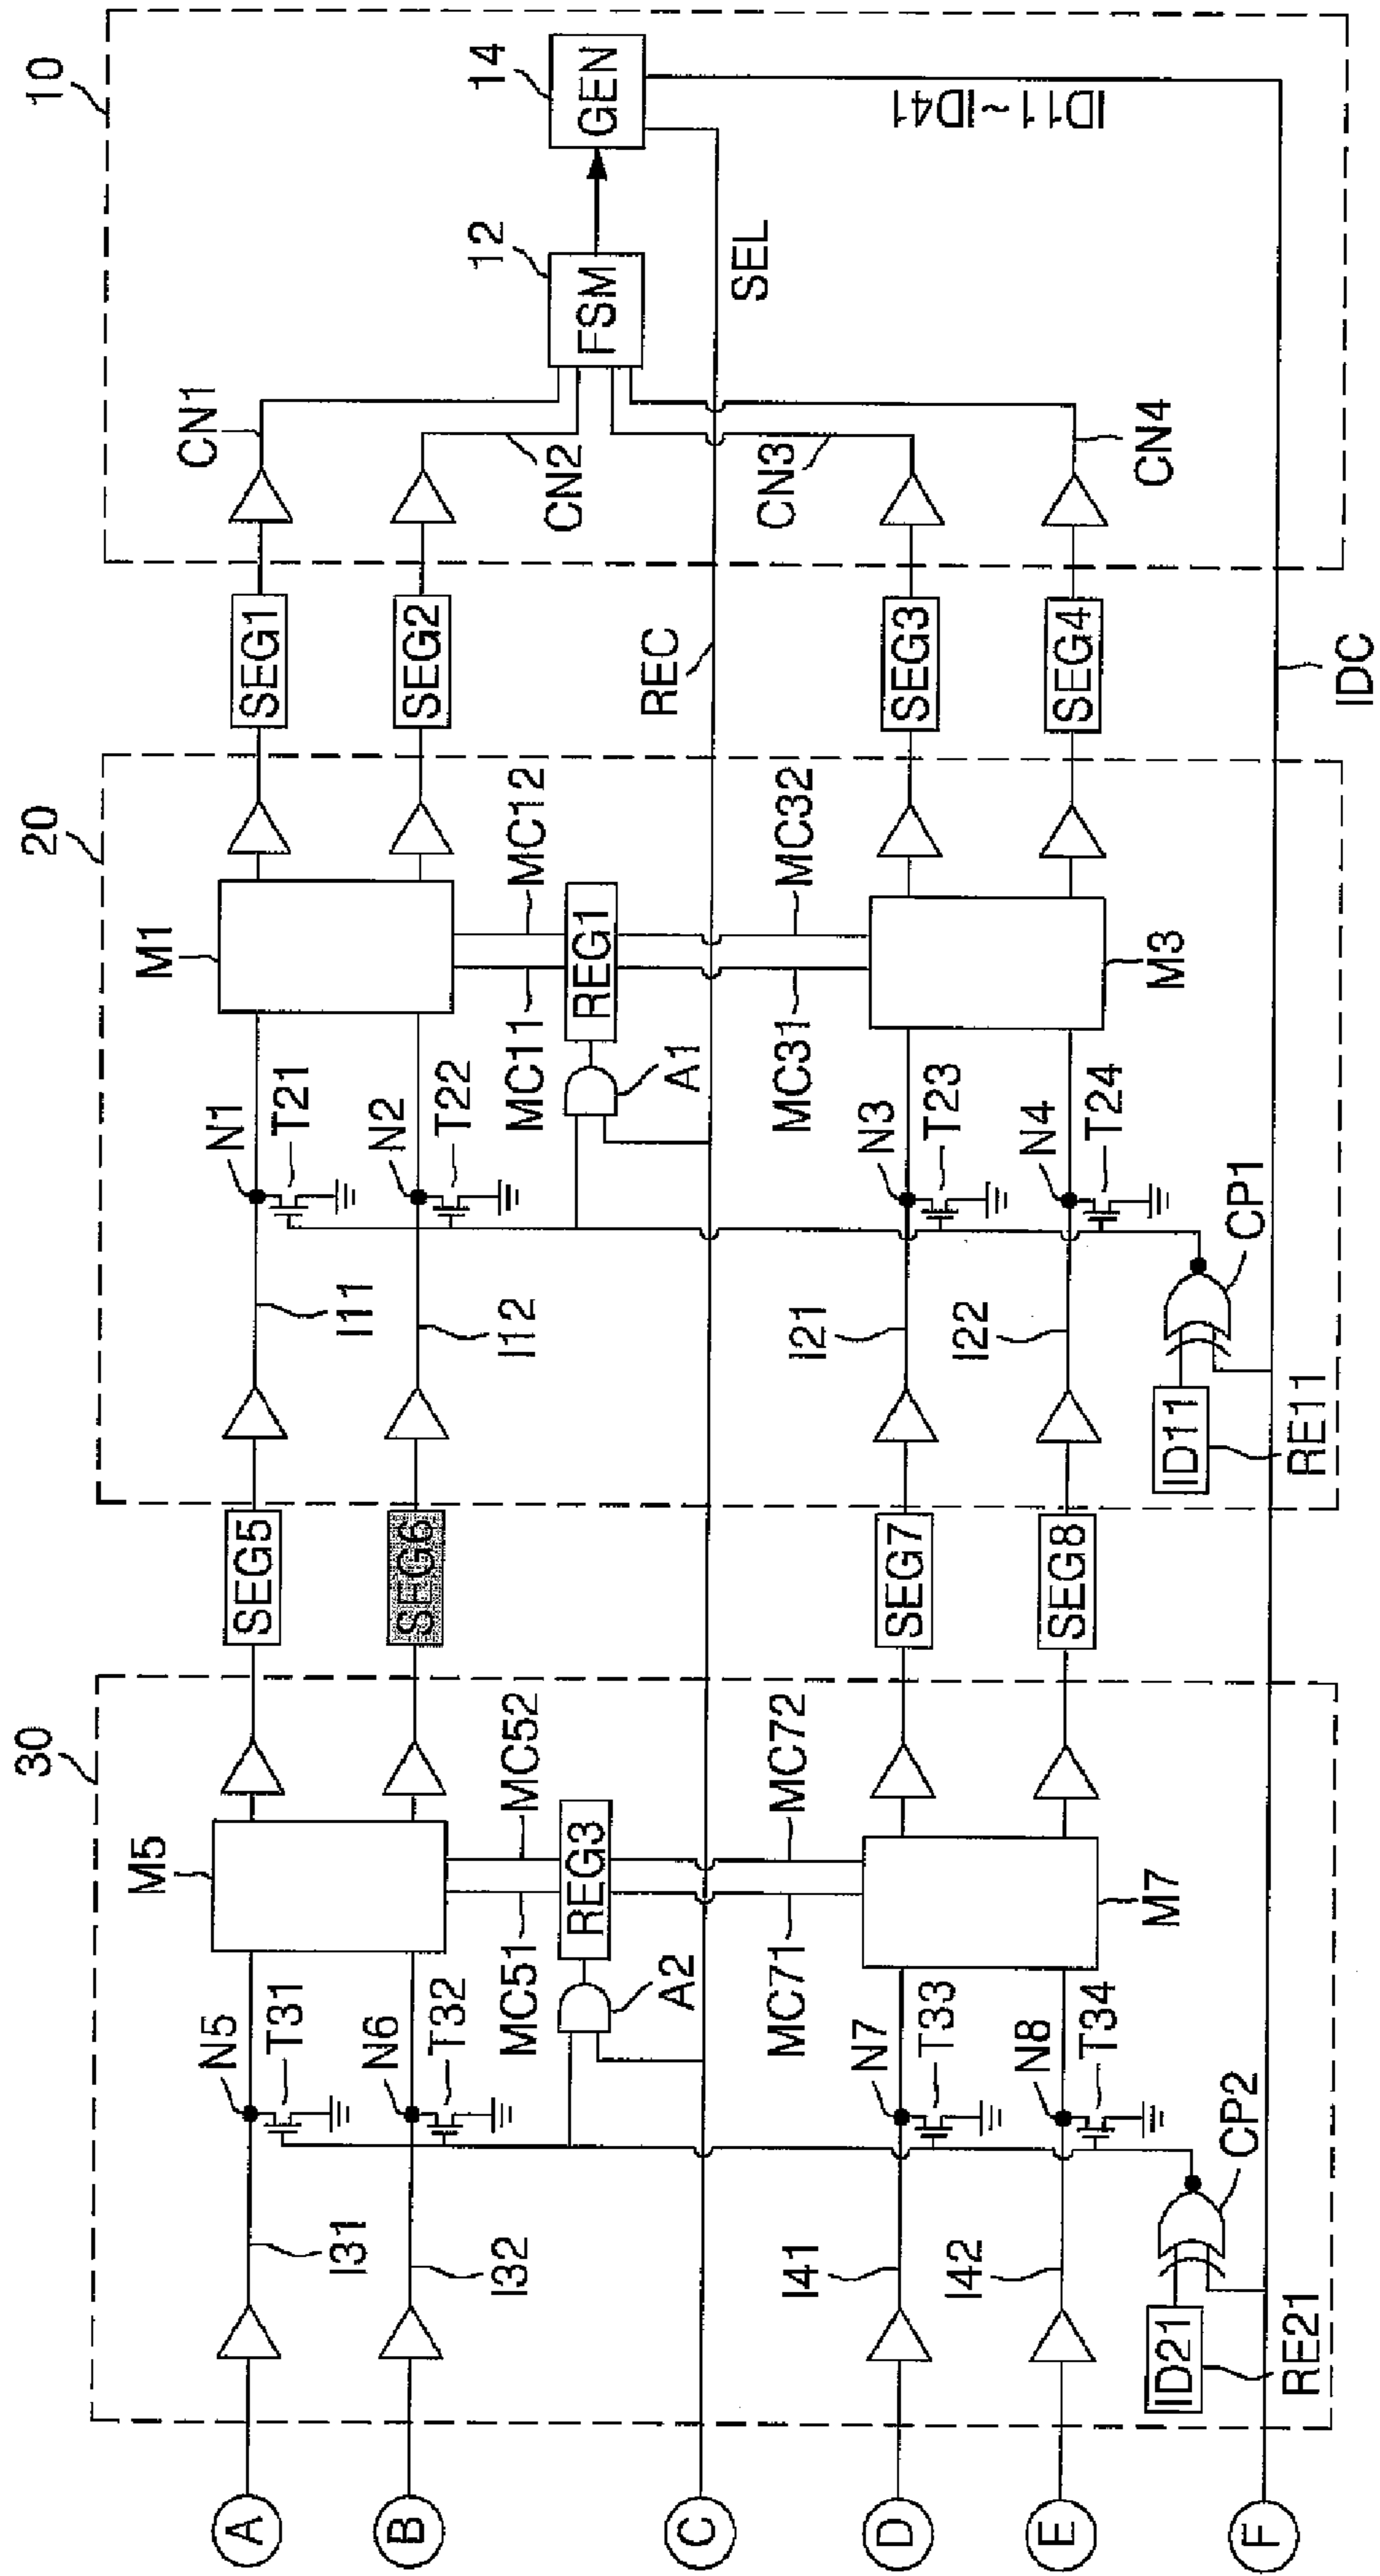 10
14
GEN
ID11~ID41
12
FSM
SEL
CN1
CN2
CN3
CN4
SEG1
SEG2
REC
SEG3
SEG4
IDC
20
M1
MC12
REG1
MC11
A1
MC32
MC31
M3
N1
T21
N2
T22
N3
T23
N4
T24
I11
I12
I21
I22
CP1
ID11
RE11
SEG5
SEG6
SEG7
SEG8
30
M5
MC52
REG3
MC51
A2
MC72
MC71
M7
N5
T31
N6
T32
N7
T33
N8
T34
I31
I32
I41
I42
CP2
ID21
RE21
A
B
C
D
E
F